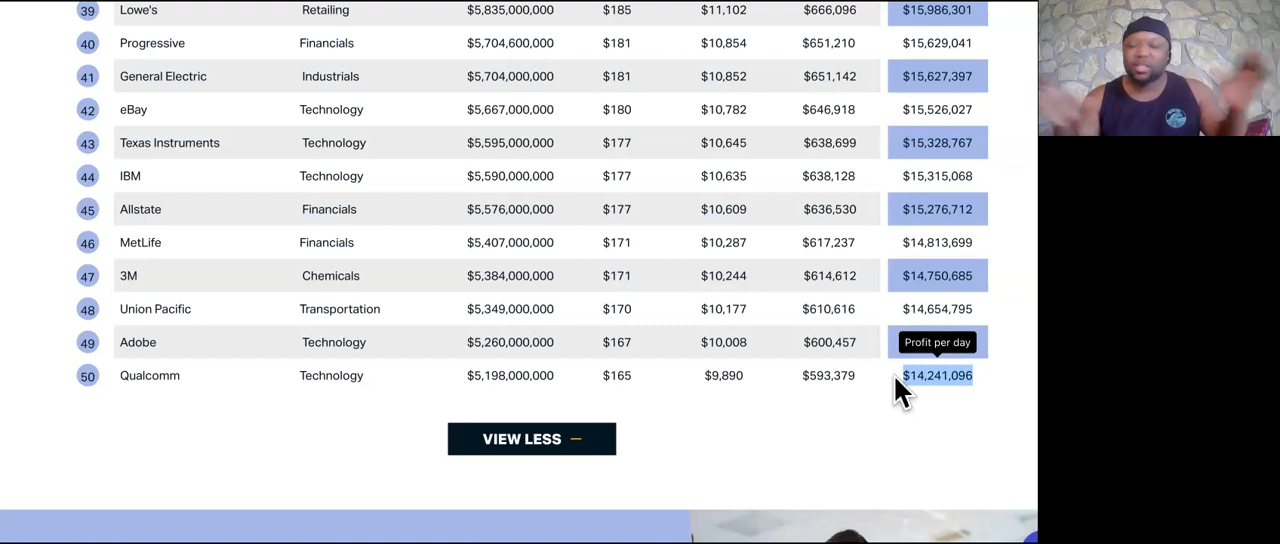 39 Lowe's Retailing $5,835,000,000 $185 $11,102 $666,096 $15,986,301
40 Progressive Financials $5,704,600,000 $181 $10,854 $651,210 $15,629,041
41 General Electric Industrials $5,704,000,000 $181 $10,852 $651,142 $15,627,397
42 eBay Technology $5,667,000,000 $180 $10,782 $646,918 $15,526,027
43 Texas Instruments Technology $5,595,000,000 $177 $10,645 $638,699 $15,328,767
44 IBM Technology $5,590,000,000 $177 $10,635 $638,128 $15,315,068
45 Allstate Financials $5,576,000,000 $177 $10,609 $636,530 $15,276,712
46 MetLife Financials $5,407,000,000 $171 $10,287 $617,237 $14,813,699
47 3M Chemicals $5,384,000,000 $171 $10,244 $614,612 $14,750,685
48 Union Pacific Transportation $5,349,000,000 $170 $10,177 $610,616 $14,654,795
49 Adobe Technology $5,260,000,000 $167 $10,008 $600,457 Profit per day
50 Qualcomm Technology $5,198,000,000 $165 $9,890 $593,379 $14,241,096
VIEW LESS —